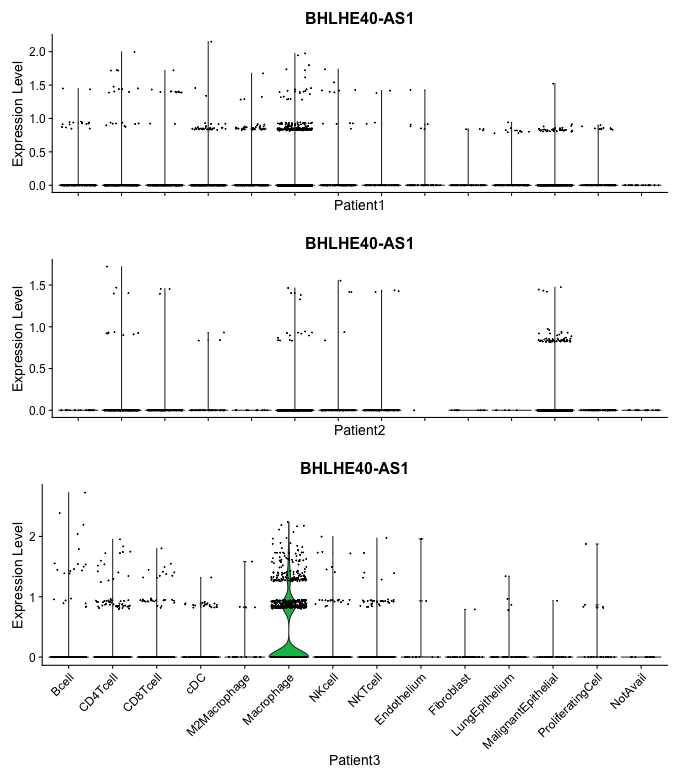 BHLHE40-AS1
Expression Level
2.0
1.5
1.0
0.5
0.0
Patient1
BHLHE40-AS1
Expression Level
1.5
1.0
0.5
0.0
Patient2
BHLHE40-AS1
Expression Level
2
1
0
Bcell
CD4Tcell
CD8Tcell
cDC
M2Macrophage
Macrophage
NKcell
NKTcell
Endothelium
Fibroblast
LungEpithelium
MalignantEpithelial
ProliferatingCell
NotAvail
Patient3